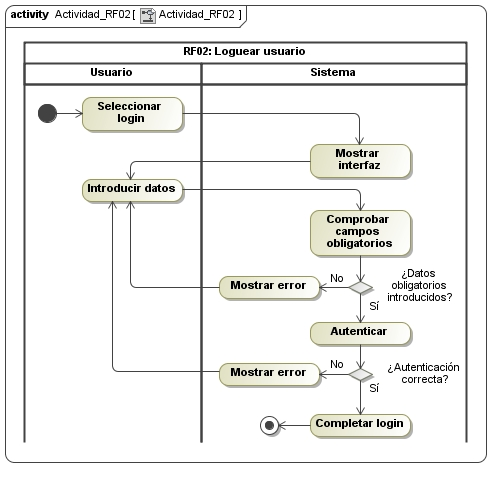 activity Actividad_RF02 [ Actividad_RF02 ]
RF02: Loguear usuario
Usuario
Sistema
Seleccionar
login
Mostrar
interfaz
Introducir datos
Comprobar
campos
obligatorios
¿Datos
obligatorios
introducidos?
No
Mostrar error
Sí
Autenticar
¿Autenticación
correcta?
No
Mostrar error
Sí
Completar login